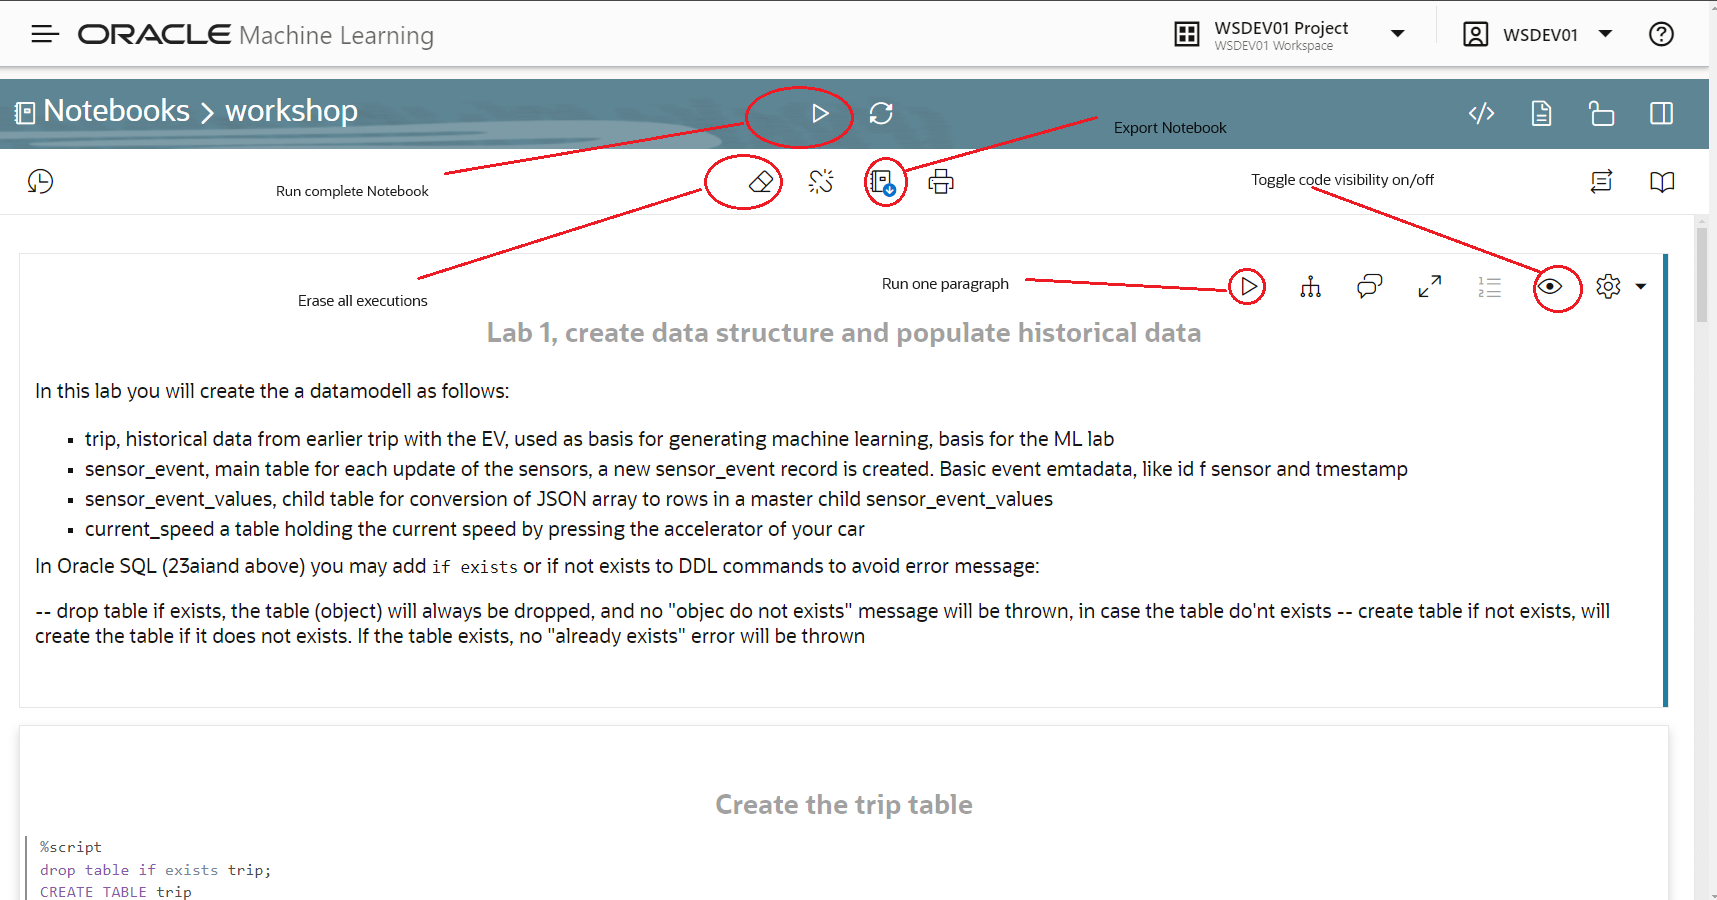 ORACLE Machine Learning
WSDEV01 Project
WSDEV01 Workspace
WSDEV01
Notebooks > workshop
Export Notebook
Run complete Notebook
Toggle code visibility on/off
Erase all executions
Run one paragraph
Lab 1, create data structure and populate historical data
In this lab you will create the a datamodell as follows:
trip, historical data from earlier trip with the EV, used as basis for generating machine learning, basis for the ML lab
sensor_event, main table for each update of the sensors, a new sensor_event record is created. Basic event emtadata, like id f sensor and tmestamp
sensor_event_values, child table for conversion of JSON array to rows in a master child sensor_event_values
current_speed a table holding the current speed by pressing the accelerator of your car
In Oracle SQL (23aiand above) you may add if exists or if not exists to DDL commands to avoid error message:
-- drop table if exists, the table (object) will always be dropped, and no "objec do not exists" message will be thrown, in case the table do'nt exists -- create table if not exists, will
create the table if it does not exists. If the table exists, no "already exists" error will be thrown
Create the trip table
%script
drop table if exists trip;
CREATE TABLE trip